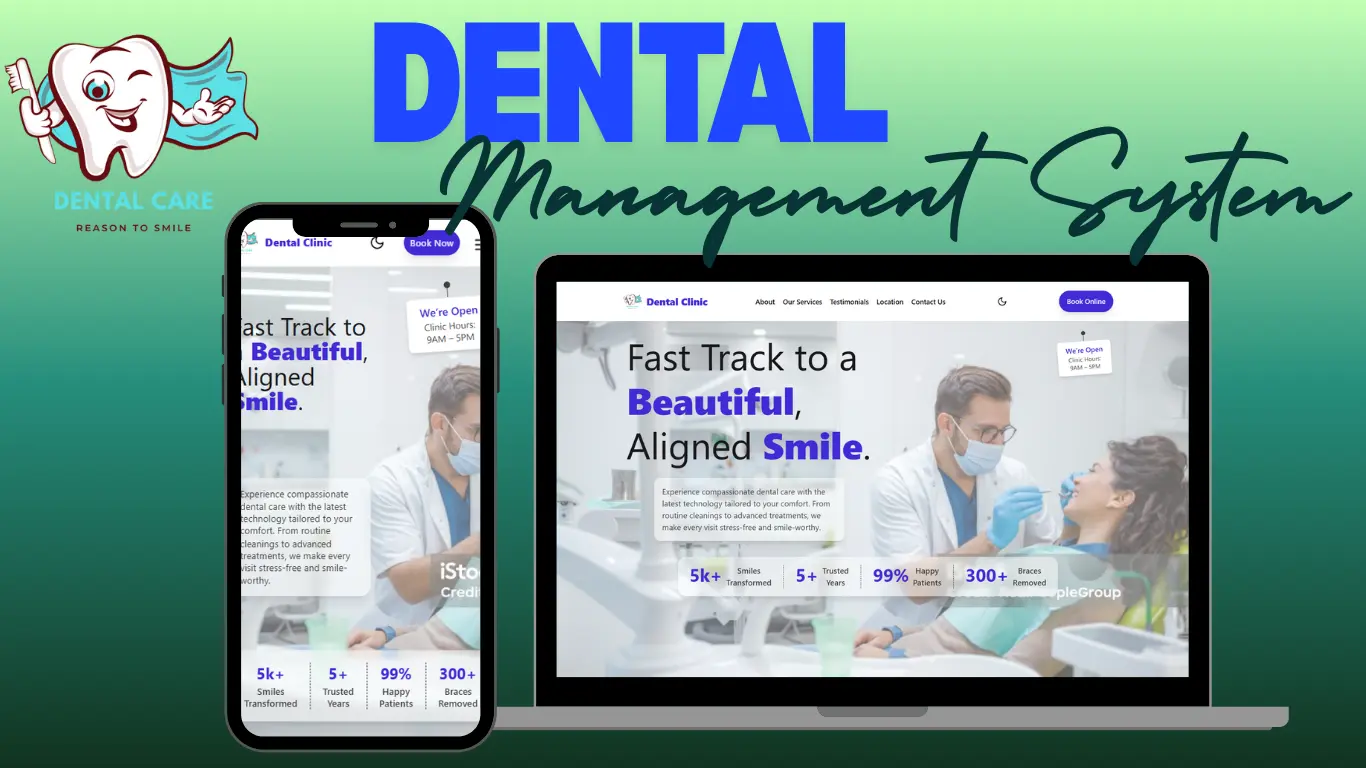 DENTAL
Management System
DENTAL CARE
REASON TO SMILE
Dental Clinic
Book Now
We're Open
Clinic Hours:
9AM – 5PM
Fast Track to
Beautiful,
Aligned
Smile.
Experience compassionate
dental care with the latest
technology tailored to your
comfort. From routine
cleanings to advanced
treatments, we make every
visit stress-free and smile-
worthy.
iSto
Credi
5k+ 5+ 99% 300+
Smiles Trusted Happy Braces
Transformed Years Patients Removed
Dental Clinic About Our Services Testimonials Location Contact Us Book Online
We're Open
Clinic Hours:
9AM – 5PM
Fast Track to a
Beautiful,
Aligned Smile.
Experience compassionate dental care with the
latest technology tailored to your comfort. From
routine cleanings to advanced treatments, we
make every visit stress-free and smile-worthy.
5k+ Smiles Transformed 5+ Trusted Years 99% Happy Patients 300+ Braces Removed
pleGroup